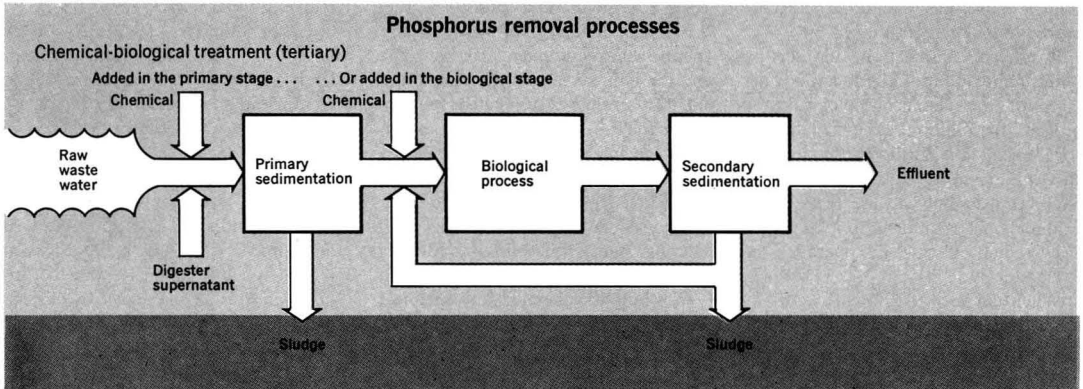 Phosphorus removal processes
Chemical-biological treatment (tertiary)
Added in the primary stage . . .
. . . Or added in the biological stage
Chemical
Chemical
Raw
waste
water
Primary
sedimentation
Biological
process
Secondary
sedimentation
Effluent
Digester
supernatant
Sludge
Sludge